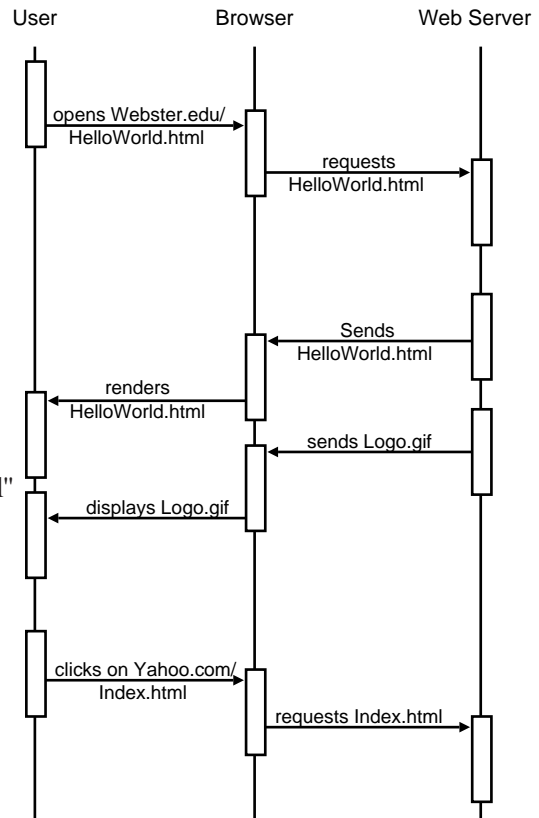 User Browser Web Server
opens Webster.edu/
HelloWorld.html
requests
HelloWorld.html
Sends
HelloWorld.html
renders
HelloWorld.html
sends Logo.gif
displays Logo.gif
clicks on Yahoo.com/
Index.html
requests Index.html